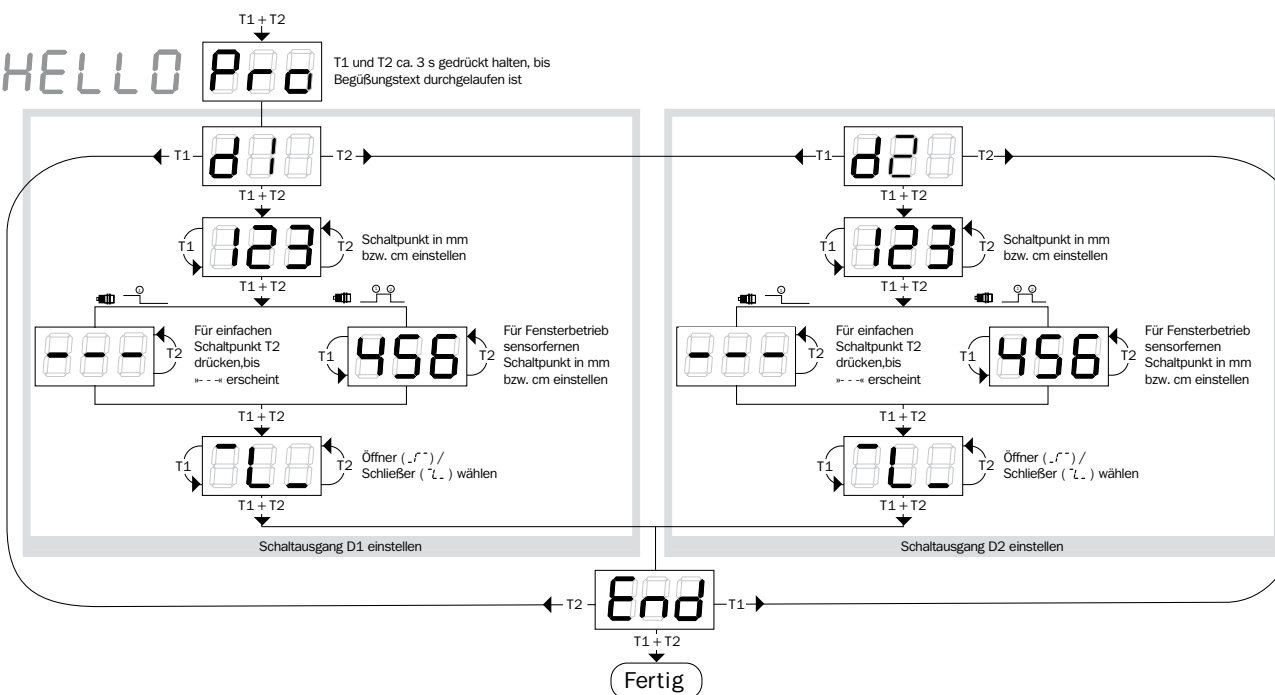 T1 + T2
HELLO
Pro
T1 und T2 ca. 3 s gedrückt halten, bis
Begüßungstext durchgelaufen ist
T1
d1
T2
T1 + T2
T1
123
T2
Schaltpunkt in mm
bzw. cm einstellen
T1 + T2
1
1 2
- - -
T2
Für einfachen
Schaltpunkt T2
drücken,bis
»- - -« erscheint
T1
456
T2
Für Fensterbetrieb
sensorfernen
Schaltpunkt in mm
bzw. cm einstellen
T1 + T2
T1
T2
Öffner ( )/
Schließer ( ) wählen
T1 + T2
Schaltausgang D1 einstellen
T1
d2
T2
T1 + T2
T1
123
T2
Schaltpunkt in mm
bzw. cm einstellen
T1 + T2
1
1 2
- - -
T2
Für einfachen
Schaltpunkt T2
drücken,bis
»- - -« erscheint
T1
456
T2
Für Fensterbetrieb
sensorfernen
Schaltpunkt in mm
bzw. cm einstellen
T1 + T2
T1
T2
Öffner ( )/
Schließer ( ) wählen
T1 + T2
Schaltausgang D2 einstellen
T2
End
T1
T1 + T2
Fertig